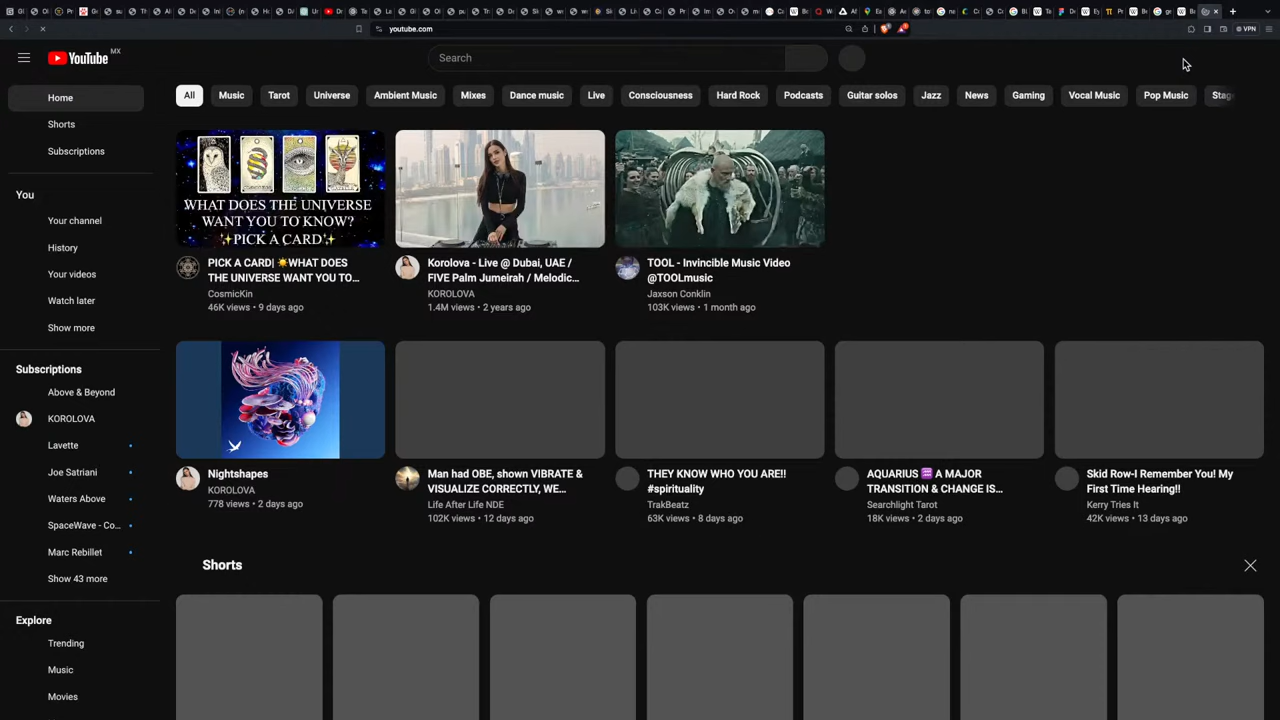 youtube.com
VPN
YouTube MX
Search
All
Music
Tarot
Universe
Ambient Music
Mixes
Dance music
Live
Consciousness
Hard Rock
Podcasts
Guitar solos
Jazz
News
Gaming
Vocal Music
Pop Music
Home
Shorts
Subscriptions
You
Your channel
History
Your videos
Watch later
Show more
Subscriptions
Above & Beyond
KOROLOVA
Lavette
Joe Satriani
Waters Above
SpaceWave - Co...
Marc Rebillet
Show 43 more
Explore
Trending
Music
Movies
WHAT DOES THE UNIVERSE
WANT YOU TO KNOW?
✨PICK A CARD✨
PICK A CARD| ☀️WHAT DOES
THE UNIVERSE WANT YOU TO...
CosmicKin
46K views • 9 days ago
Korolova - Live @ Dubai, UAE /
FIVE Palm Jumeirah / Melodic...
KOROLOVA
1.4M views • 2 years ago
TOOL - Invincible Music Video
@TOOLmusic
Jaxson Conklin
103K views • 1 month ago
Nightshapes
KOROLOVA
778 views • 2 days ago
Man had OBE, shown VIBRATE &
VISUALIZE CORRECTLY, WE...
Life After Life NDE
102K views • 12 days ago
THEY KNOW WHO YOU ARE!!
#spirituality
TrakBeatz
63K views • 8 days ago
AQUARIUS ♒ A MAJOR
TRANSITION & CHANGE IS...
Searchlight Tarot
18K views • 2 days ago
Skid Row-I Remember You! My
First Time Hearing!!
Kerry Tries It
42K views • 13 days ago
Shorts